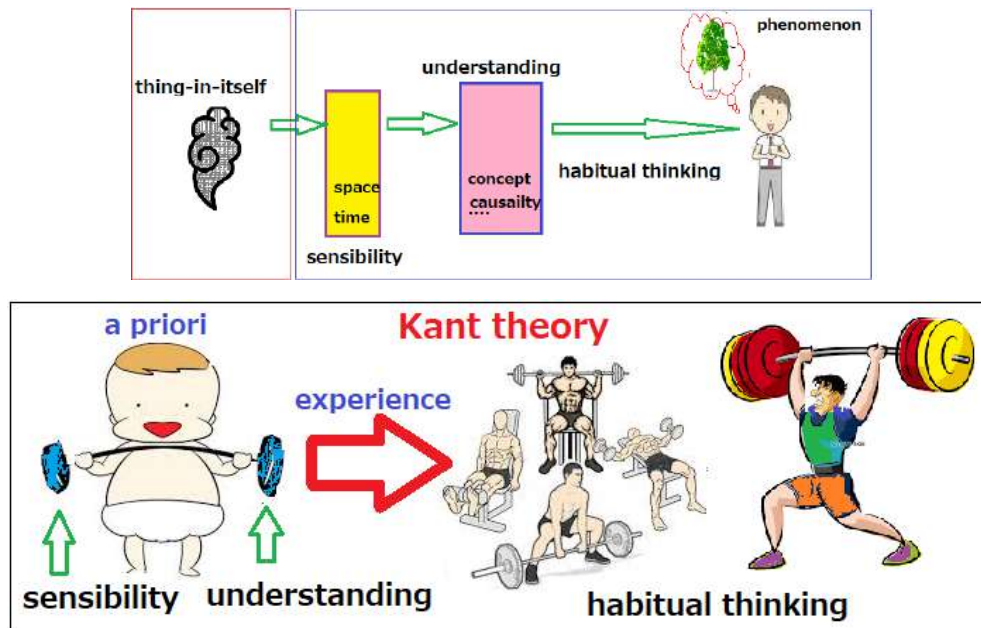 phenomenon
thing-in-itself
understanding
space
time
concept
causailty
....
habitual thinking
sensibility
a priori
Kant theory
experience
sensibility
understanding
habitual thinking